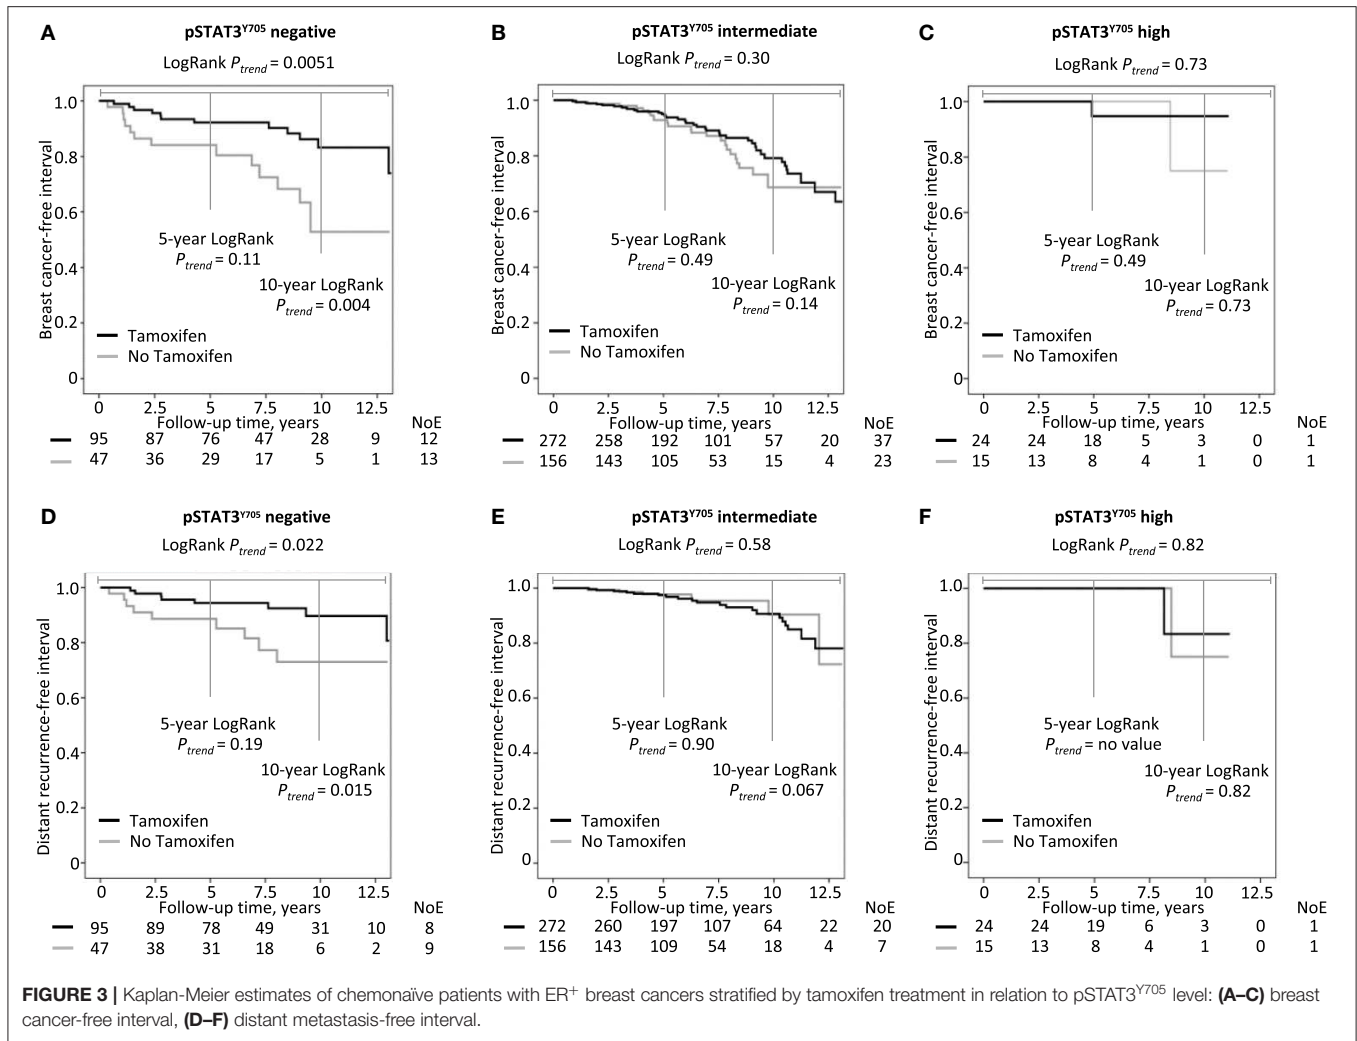 A pSTAT3Y705 negative
LogRank Ptrend = 0.0051
Breast cancer-free interval
1.0
0.8
0.6
0.4
0.2
0
5-year LogRank
Ptrend = 0.11
10-year LogRank
Ptrend = 0.004
Tamoxifen
No Tamoxifen
0 2.5 5 7.5 10 12.5
Follow-up time, years NoE
95 87 76 47 28 9 12
47 36 29 17 5 1 13
B pSTAT3Y705 intermediate
LogRank Ptrend = 0.30
Breast cancer-free interval
1.0
0.8
0.6
0.4
0.2
0
5-year LogRank
Ptrend = 0.49
10-year LogRank
Ptrend = 0.14
Tamoxifen
No Tamoxifen
0 2.5 5 7.5 10 12.5
Follow-up time, years NoE
272 258 192 101 57 20 37
156 143 105 53 15 4 23
C pSTAT3Y705 high
LogRank Ptrend = 0.73
Breast cancer-free interval
1.0
0.8
0.6
0.4
0.2
0
5-year LogRank
Ptrend = 0.49
10-year LogRank
Ptrend = 0.73
Tamoxifen
No Tamoxifen
0 2.5 5 7.5 10 12.5
Follow-up time, years NoE
24 24 18 5 3 0 1
15 13 8 4 1 0 1
D pSTAT3Y705 negative
LogRank Ptrend = 0.022
Distant recurrence-free interval
1.0
0.8
0.6
0.4
0.2
0
5-year LogRank
Ptrend = 0.19
10-year LogRank
Ptrend = 0.015
Tamoxifen
No Tamoxifen
0 2.5 5 7.5 10 12.5
Follow-up time, years NoE
95 89 78 49 31 10 8
47 38 31 18 6 2 9
E pSTAT3Y705 intermediate
LogRank Ptrend = 0.58
Distant recurrence-free interval
1.0
0.8
0.6
0.4
0.2
0
5-year LogRank
Ptrend = 0.90
10-year LogRank
Ptrend = 0.067
Tamoxifen
No Tamoxifen
0 2.5 5 7.5 10 12.5
Follow-up time, years NoE
272 260 197 107 64 22 20
156 143 109 54 18 4 7
F pSTAT3Y705 high
LogRank Ptrend = 0.82
Distant recurrence-free interval
1.0
0.8
0.6
0.4
0.2
0
5-year LogRank
Ptrend = no value
10-year LogRank
Ptrend = 0.82
Tamoxifen
No Tamoxifen
0 2.5 5 7.5 10 12.5
Follow-up time, years NoE
24 24 19 6 3 0 1
15 13 8 4 1 0 1
FIGURE 3 | Kaplan-Meier estimates of chemonaïve patients with ER+ breast cancers stratified by tamoxifen treatment in relation to pSTAT3Y705 level: (A–C) breast
cancer-free interval, (D–F) distant metastasis-free interval.